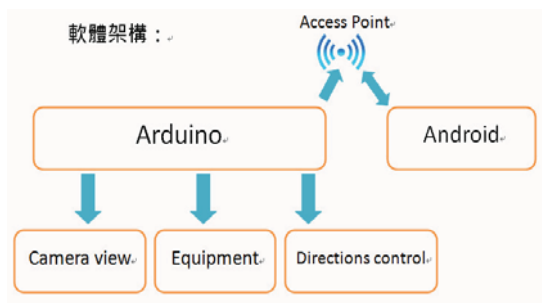 軟體架構：
Access Point
Arduino
Android
Camera view
Equipment
Directions control